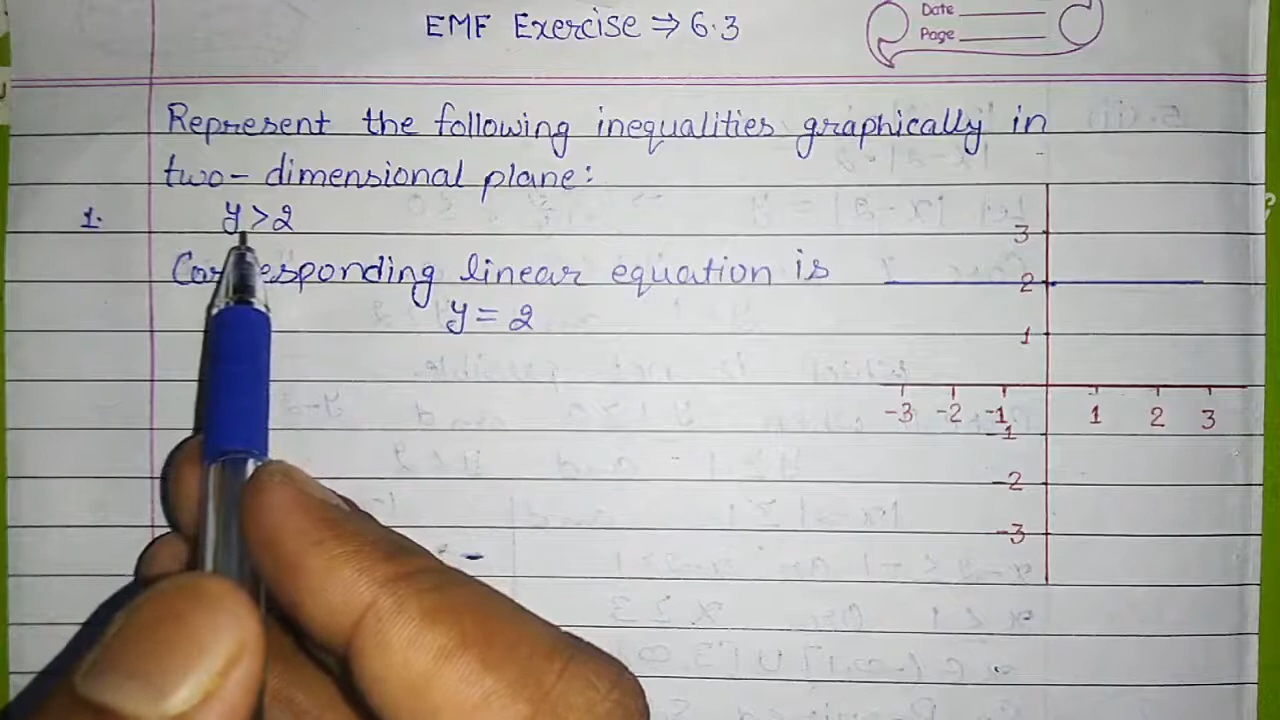 EMF Exercise ⇒ 6.3
Date
Page
Represent the following inequalities graphically in
two-dimensional plane:
1. y > 2
Corresponding linear equation is
y = 2
3
2
1
-3 -2 -1 1 2 3
-1
-2
-3